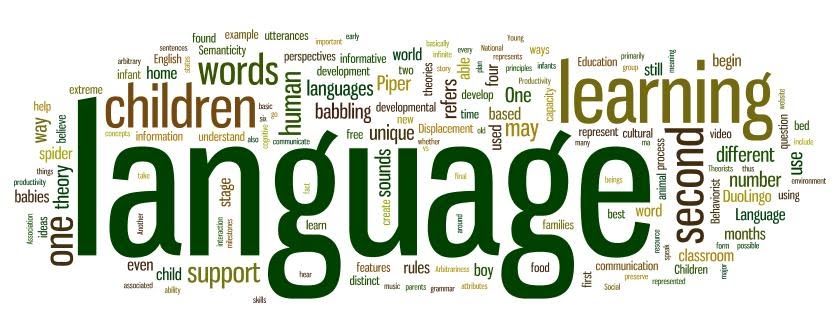 found
example
utterances
important
early
Young
sentences
Semanticity
basically
arbitrary
English
states
perspectives
informative
world
infinite
every
National
represents
ways
infant
home
words
development
two
theories
story
able
plan
four
principles
infants
Education
primarily
group
still
meaning
begin
extreme
languages
Piper
refers
develop
One
Productivity
capacity
learning
website
children
basic
six
go
human
babbling
developmental
new
time
based
help
way
believe
concepts
information
understand
also
cognitive
communicate
free
unique
Displacement
old
used
may
represent
cultural
video
question
bed
include
spider
whether
vs
many
ma
process
second
Theorists
thus
different
use
things
productivity
babies
theory
language
take
stage
fact
sounds
create
final
beings
animal
Behaviorist
number
environment
DuoLingo
using
Association
ideas
one
Another
interaction
milestones
learn
around
families
best
word
Language
months
resource
speak
form
possible
classroom
even
child
support
hear
features
rules
Arbitrariness
boy
food
first
communication
Children
major
associated
ability
distinct
music
parents
grammar
attributes
preserve
represented
Social
skills